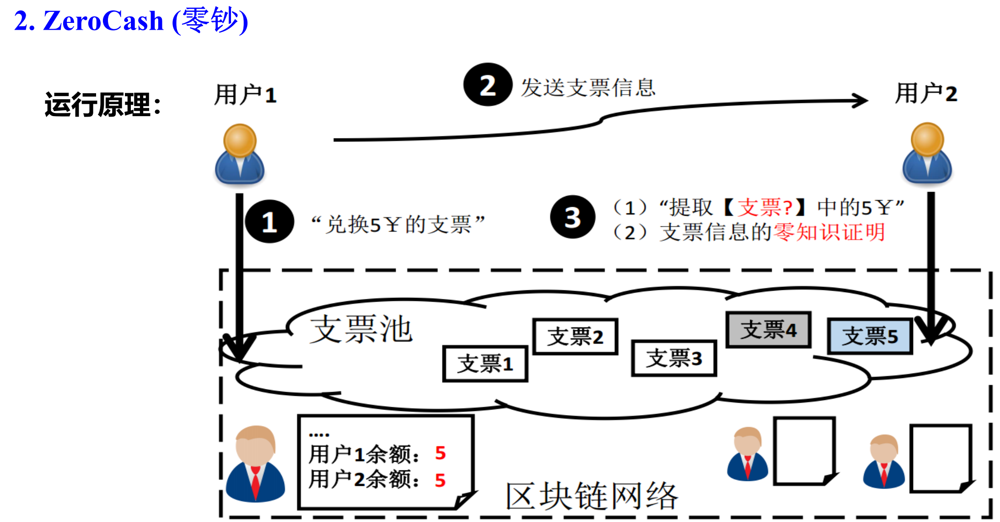 2. ZeroCash (零钞)
运行原理：
用户1
2 发送支票信息
用户2
1 “兑换5￥的支票”
3 （1）“提取【支票?】中的5￥”
（2）支票信息的零知识证明
支票池
支票1
支票2
支票3
支票4
支票5
....
用户1余额： 5
用户2余额： 5
区块链网络